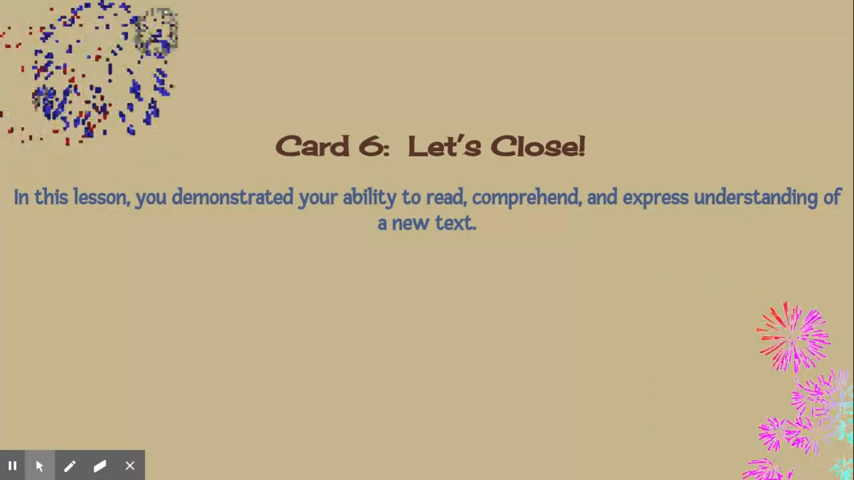 Card 6: Let's Close!
In this lesson, you demonstrated your ability to read, comprehend, and express understanding of
a new text.